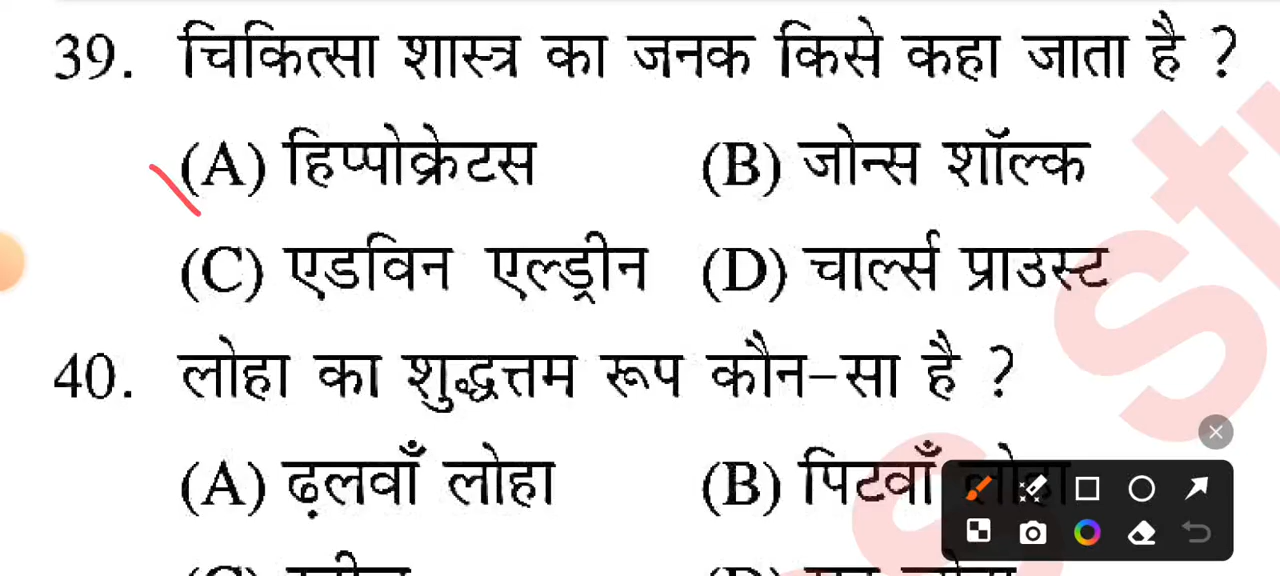 39. चिकित्सा शास्त्र का जनक किसे कहा जाता है ?
(A) हिप्पोक्रेटस (B) जोन्स शॉल्क
(C) एडविन एल्ड्रीन (D) चार्ल्स प्राउस्ट
40. लोहा का शुद्धत्तम रूप कौन-सा है ?
(A) ढ़लवाँ लोहा (B) पिटवाँ लोहा